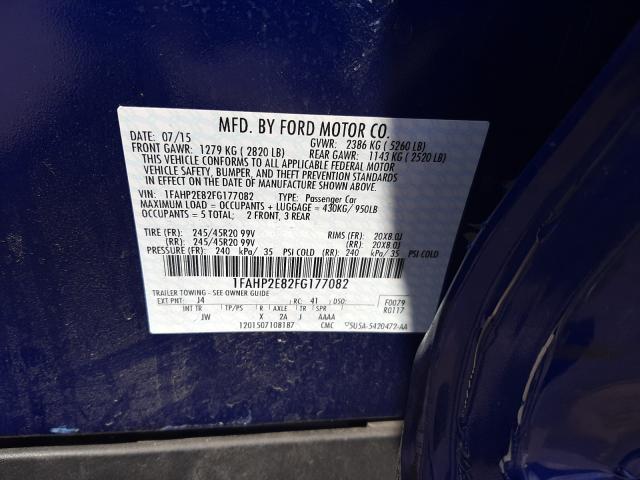 MFD. BY FORD MOTOR CO.
DATE: 07/15 GVWR: 2386 KG ( 5260 LB)
FRONT GAWR: 1279 KG ( 2820 LB) REAR GAWR: 1143 KG ( 2520 LB)
THIS VEHICLE CONFORMS TO ALL APPLICABLE FEDERAL MOTOR
VEHICLE SAFETY, BUMPER, AND THEFT PREVENTION STANDARDS
IN EFFECT ON THE DATE OF MANUFACTURE SHOWN ABOVE.
VIN: 1FAHP2E82FG177082 TYPE: Passenger Car
MAXIMUM LOAD = OCCUPANTS + LUGGAGE = 430KG/ 950LB
OCCUPANTS = 5 TOTAL; 2 FRONT, 3 REAR
TIRE (FR): 245/45R20 99V RIMS (FR): 20X8.0J
(RR): 245/45R20 99V (RR): 20X8.0J
PRESSURE (FR): 240 kPa/ 35 PSI COLD (RR): 240 kPa/ 35 PSI COLD
1FAHP2E82FG177082
TRAILER TOWING - SEE OWNER GUIDE
EXT PNT: J4 RC: 41 DSO: F0079
INT TR TP/PS R AXLE TR SPR R0117
JW X 2A J AAAA
1201507108187 CMC 5U5A-5420472-AA